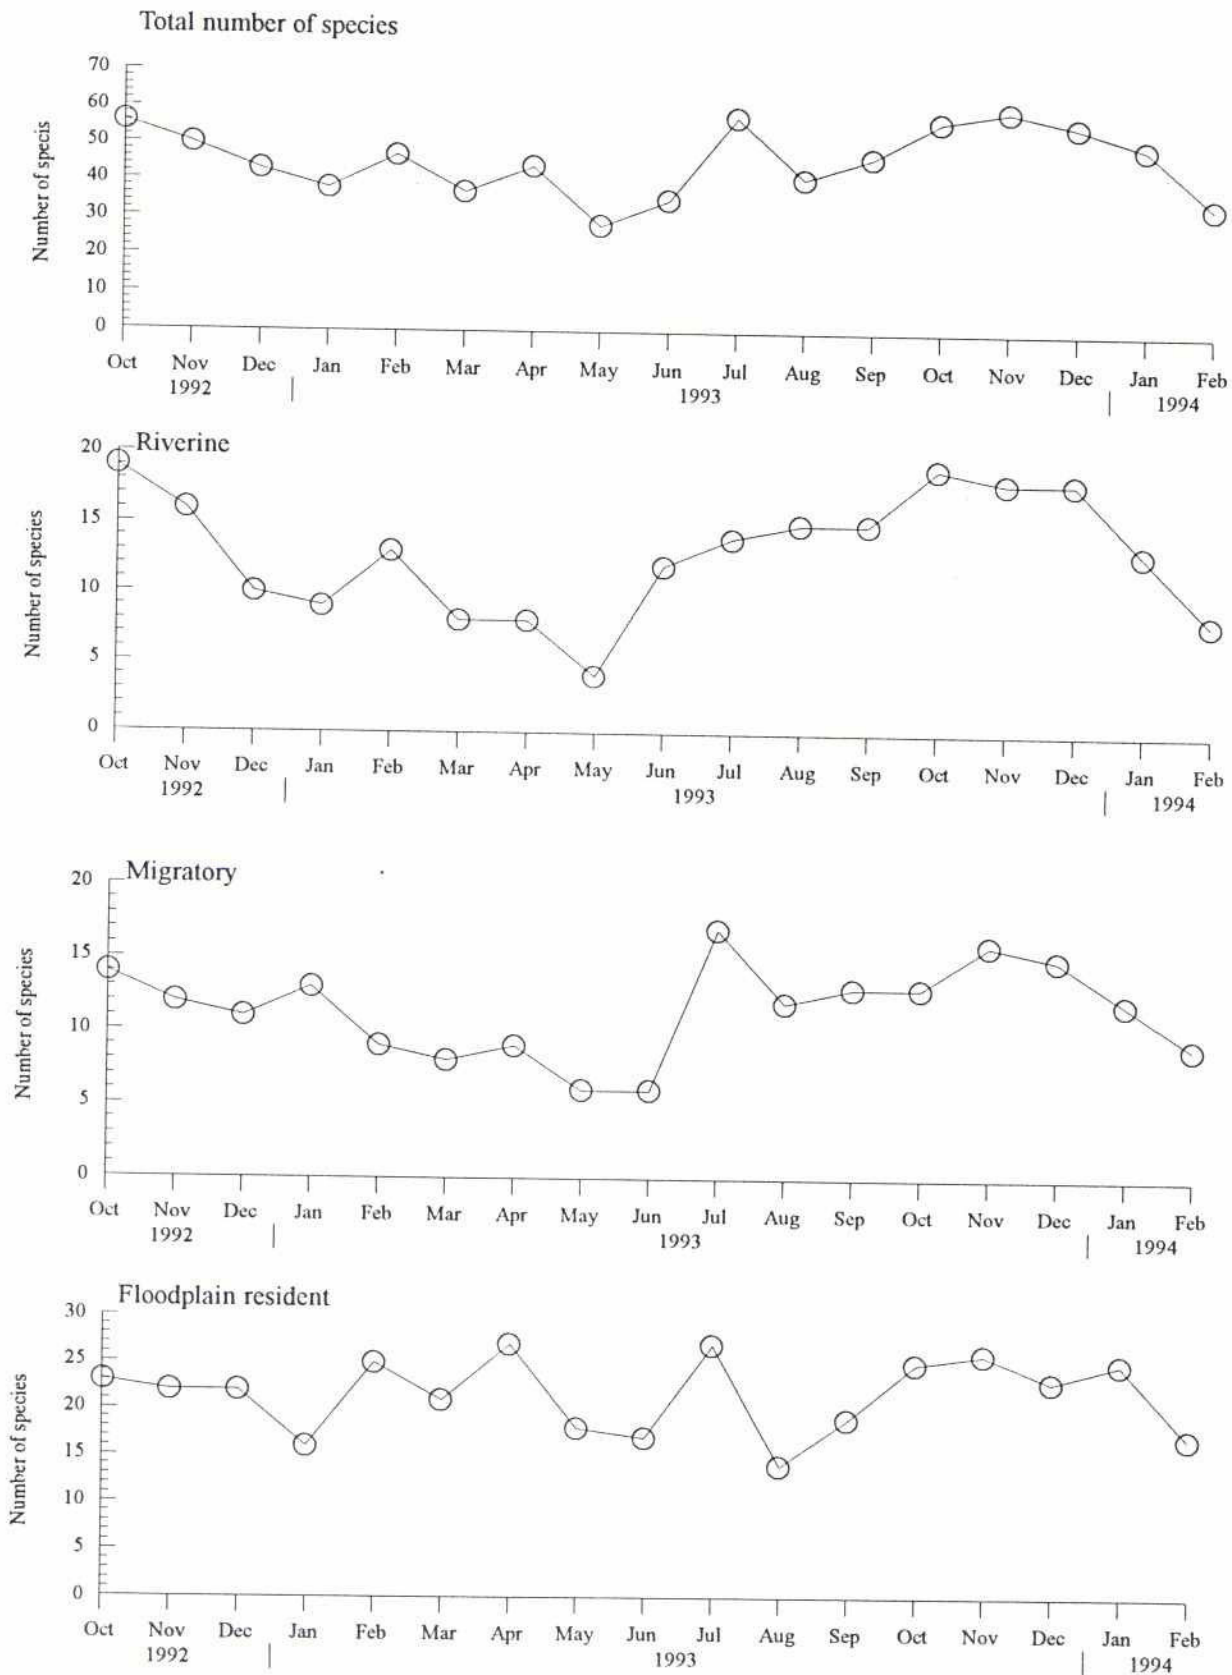 Total number of species
Number of specis
70
60
50
40
30
20
10
0
Oct Nov Dec Jan Feb Mar Apr May Jun Jul Aug Sep Oct Nov Dec Jan Feb
1992 | 1993 | 1994
Riverine
Number of species
20
15
10
5
0
Oct Nov Dec Jan Feb Mar Apr May Jun Jul Aug Sep Oct Nov Dec Jan Feb
1992 | 1993 | 1994
Migratory
Number of species
20
15
10
5
0
Oct Nov Dec Jan Feb Mar Apr May Jun Jul Aug Sep Oct Nov Dec Jan Feb
1992 | 1993 | 1994
Floodplain resident
Number of species
30
25
20
15
10
5
0
Oct Nov Dec Jan Feb Mar Apr May Jun Jul Aug Sep Oct Nov Dec Jan Feb
1992 | 1993 | 1994